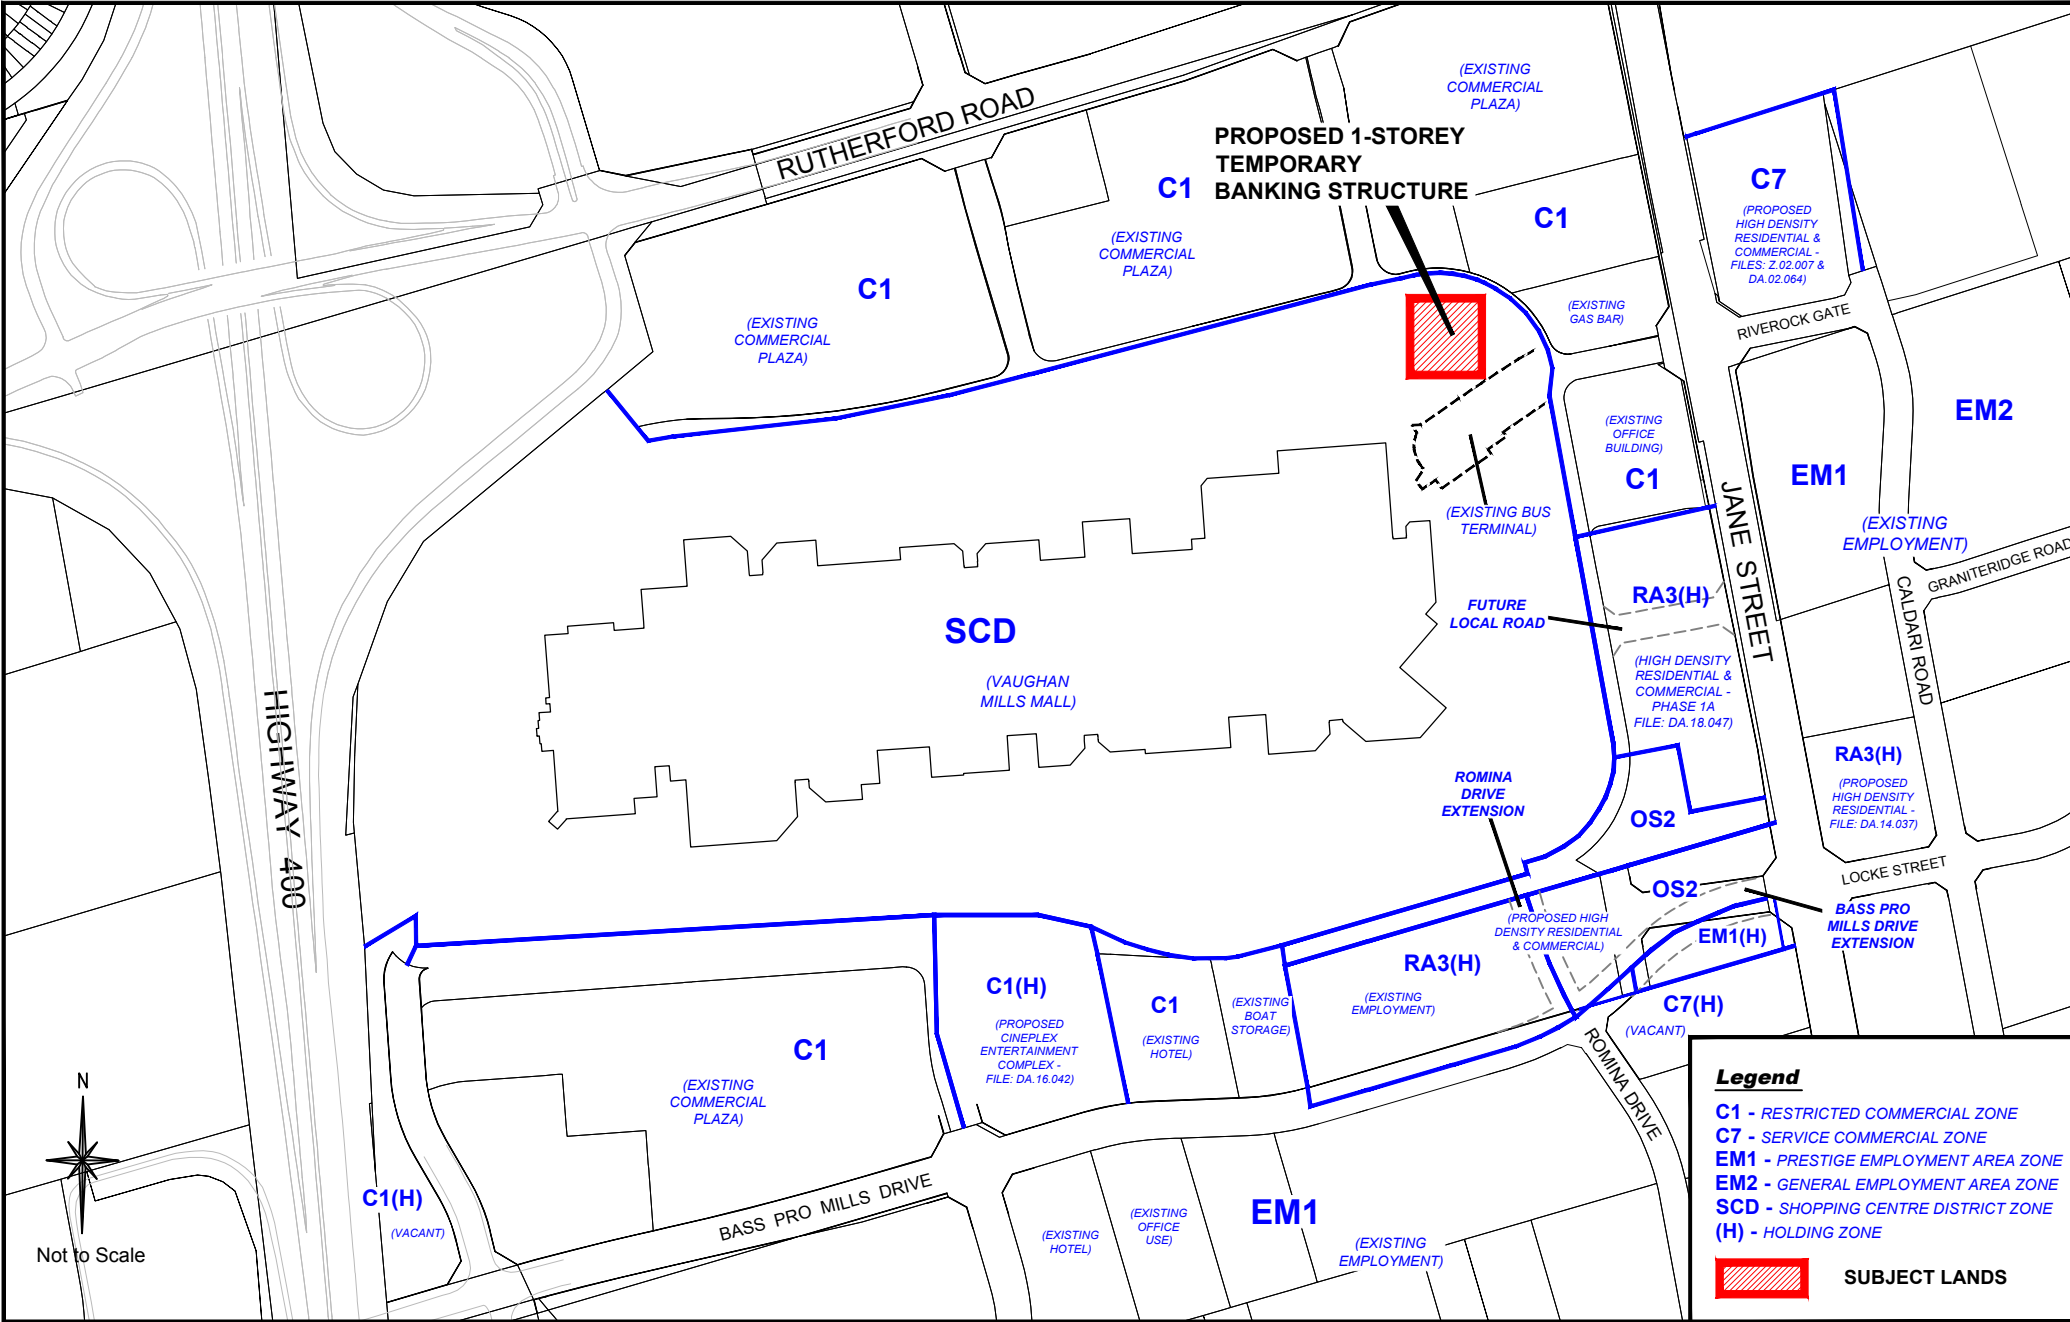 RUTHERFORD ROAD
(EXISTING
COMMERCIAL
PLAZA)
PROPOSED 1-STOREY
TEMPORARY
BANKING STRUCTURE
C1
(EXISTING
COMMERCIAL
PLAZA)
C1
(EXISTING
COMMERCIAL
PLAZA)
C1
(EXISTING
GAS BAR)
C7
(PROPOSED
HIGH DENSITY
RESIDENTIAL &
COMMERCIAL -
FILES: Z.02.007 &
DA.02.064)
RIVEROCK GATE
EM2
EM1
(EXISTING
EMPLOYMENT)
GRANITERIDGE ROAD
CALDARI ROAD
JANE STREET
(EXISTING
OFFICE
BUILDING)
C1
(EXISTING BUS
TERMINAL)
RA3(H)
FUTURE
LOCAL ROAD
(HIGH DENSITY
RESIDENTIAL &
COMMERCIAL -
PHASE 1A
FILE: DA.18.047)
SCD
(VAUGHAN
MILLS MALL)
HIGHWAY 400
RA3(H)
(PROPOSED
HIGH DENSITY
RESIDENTIAL -
FILE: DA.14.037)
ROMINA
DRIVE
EXTENSION
OS2
LOCKE STREET
OS2
BASS PRO
MILLS DRIVE
EXTENSION
(PROPOSED HIGH
DENSITY RESIDENTIAL
& COMMERCIAL)
EM1(H)
RA3(H)
(EXISTING
EMPLOYMENT)
C7(H)
(VACANT)
C1(H)
(PROPOSED
CINEPLEX
ENTERTAINMENT
COMPLEX -
FILE: DA.16.042)
C1
(EXISTING
HOTEL)
(EXISTING
BOAT
STORAGE)
C1
(EXISTING
COMMERCIAL
PLAZA)
ROMINA DRIVE
N
Not to Scale
C1(H)
(VACANT)
BASS PRO MILLS DRIVE
(EXISTING
HOTEL)
(EXISTING
OFFICE
USE)
EM1
(EXISTING
EMPLOYMENT)
Legend
C1 - RESTRICTED COMMERCIAL ZONE
C7 - SERVICE COMMERCIAL ZONE
EM1 - PRESTIGE EMPLOYMENT AREA ZONE
EM2 - GENERAL EMPLOYMENT AREA ZONE
SCD - SHOPPING CENTRE DISTRICT ZONE
(H) - HOLDING ZONE
SUBJECT LANDS